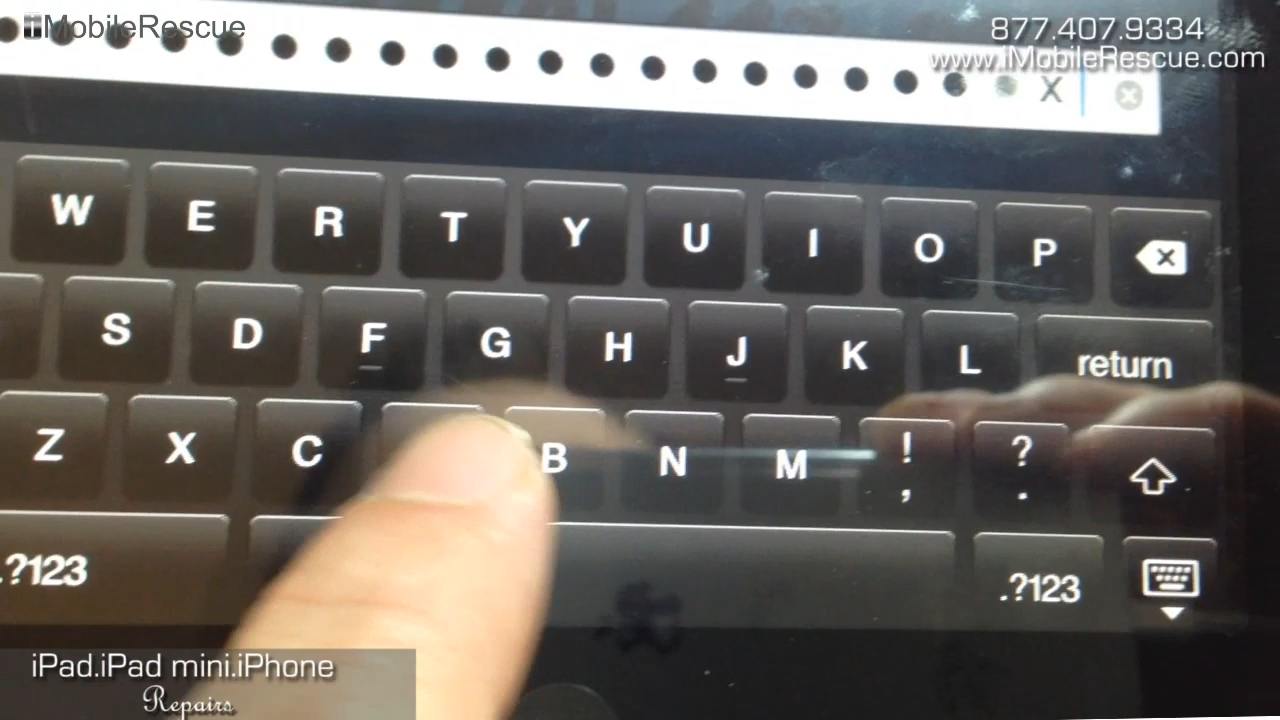 iMobileRescue
877.407.9334
www.iMobileRescue.com
X
W E R T Y U I O P
S D F G H J K L return
Z X C B N M ! , ? .
.?123 .?123
iPad.iPad mini.iPhone
Repairs